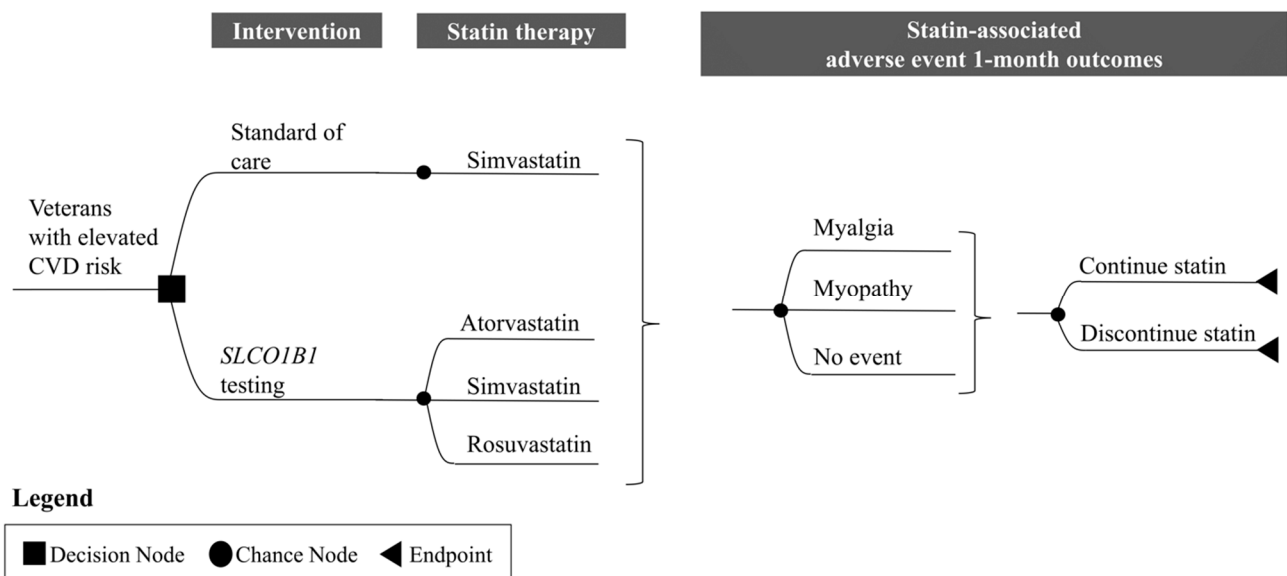 Intervention
Statin therapy
Statin-associated
adverse event 1-month outcomes
Standard of
care
Simvastatin
Veterans
with elevated
CVD risk
SLCO1B1
testing
Atorvastatin
Simvastatin
Rosuvastatin
Myalgia
Myopathy
No event
Continue statin
Discontinue statin
Legend
Decision Node
Chance Node
Endpoint